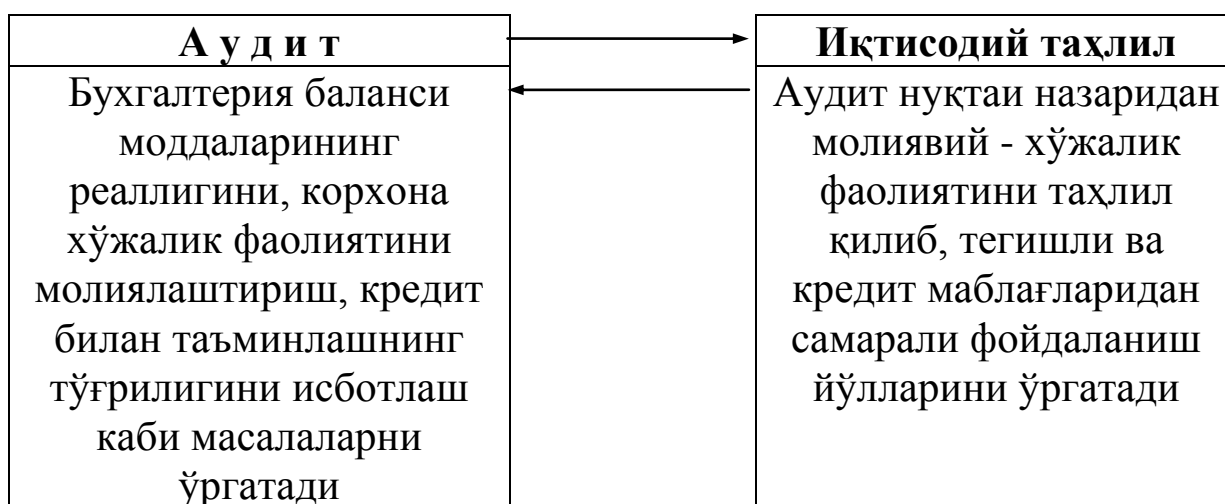 А у д и т
Бухгалтерия баланси
моддаларининг
реаллигини, корхона
хўжалик фаолиятини
молиялаштириш, кредит
билан таъминлашнинг
тўғрилигини исботлаш
каби масалаларни
ўргатади
Иқтисодий таҳлил
Аудит нуқтаи назаридан
молиявий - хўжалик
фаолиятини таҳлил
қилиб, тегишли ва
кредит маблағларидан
самарали фойдаланиш
йўлларини ўргатади